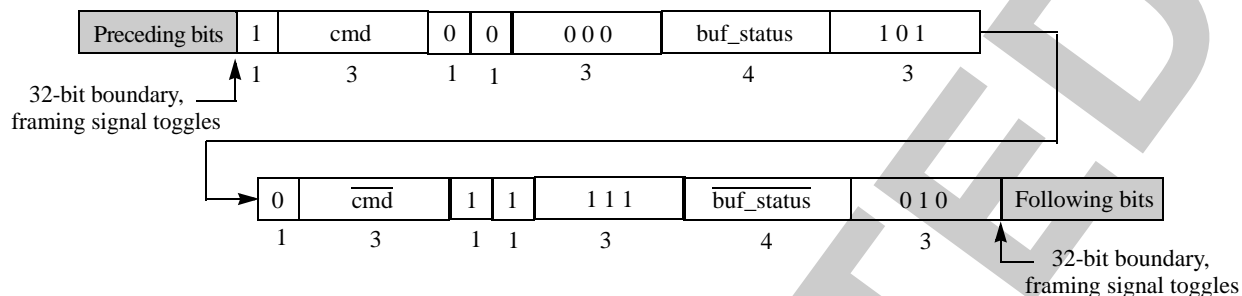 Preceding bits 1 cmd 0 0 0 0 0 buf_status 1 0 1
1 3 1 1 3 4 3
32-bit boundary,
framing signal toggles
0 cmd 1 1 1 1 1 buf_status 0 1 0 Following bits
1 3 1 1 3 4 3
32-bit boundary,
framing signal toggles